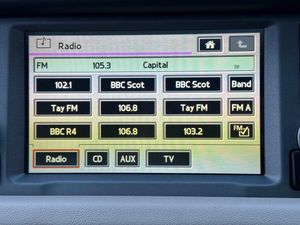 Radio
FM 105.3 Capital TP
102.1 BBC Scot BBC Scot Band
Tay FM 106.8 Tay FM FM A
BBC R4 106.8 103.2 FM
Radio CD AUX TV